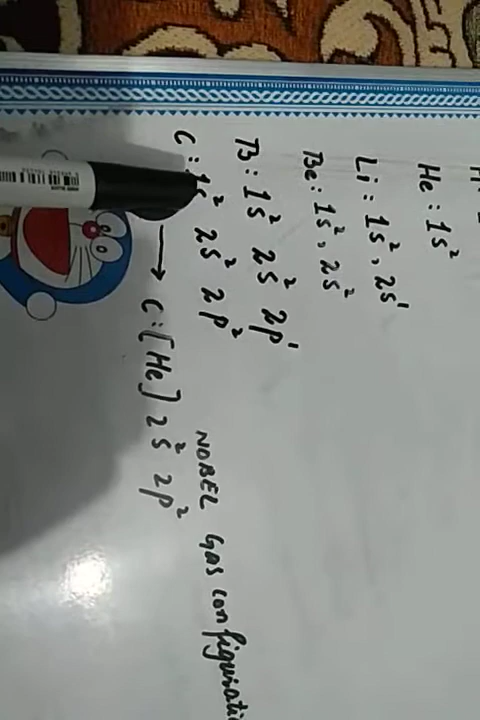 He : 1s²
Li : 1s², 2s¹
Be : 1s², 2s²
B : 1s² 2s² 2p¹
C : 1s² 2s² 2p²
NOBEL GAS
→ C : [He] 2s² 2p²